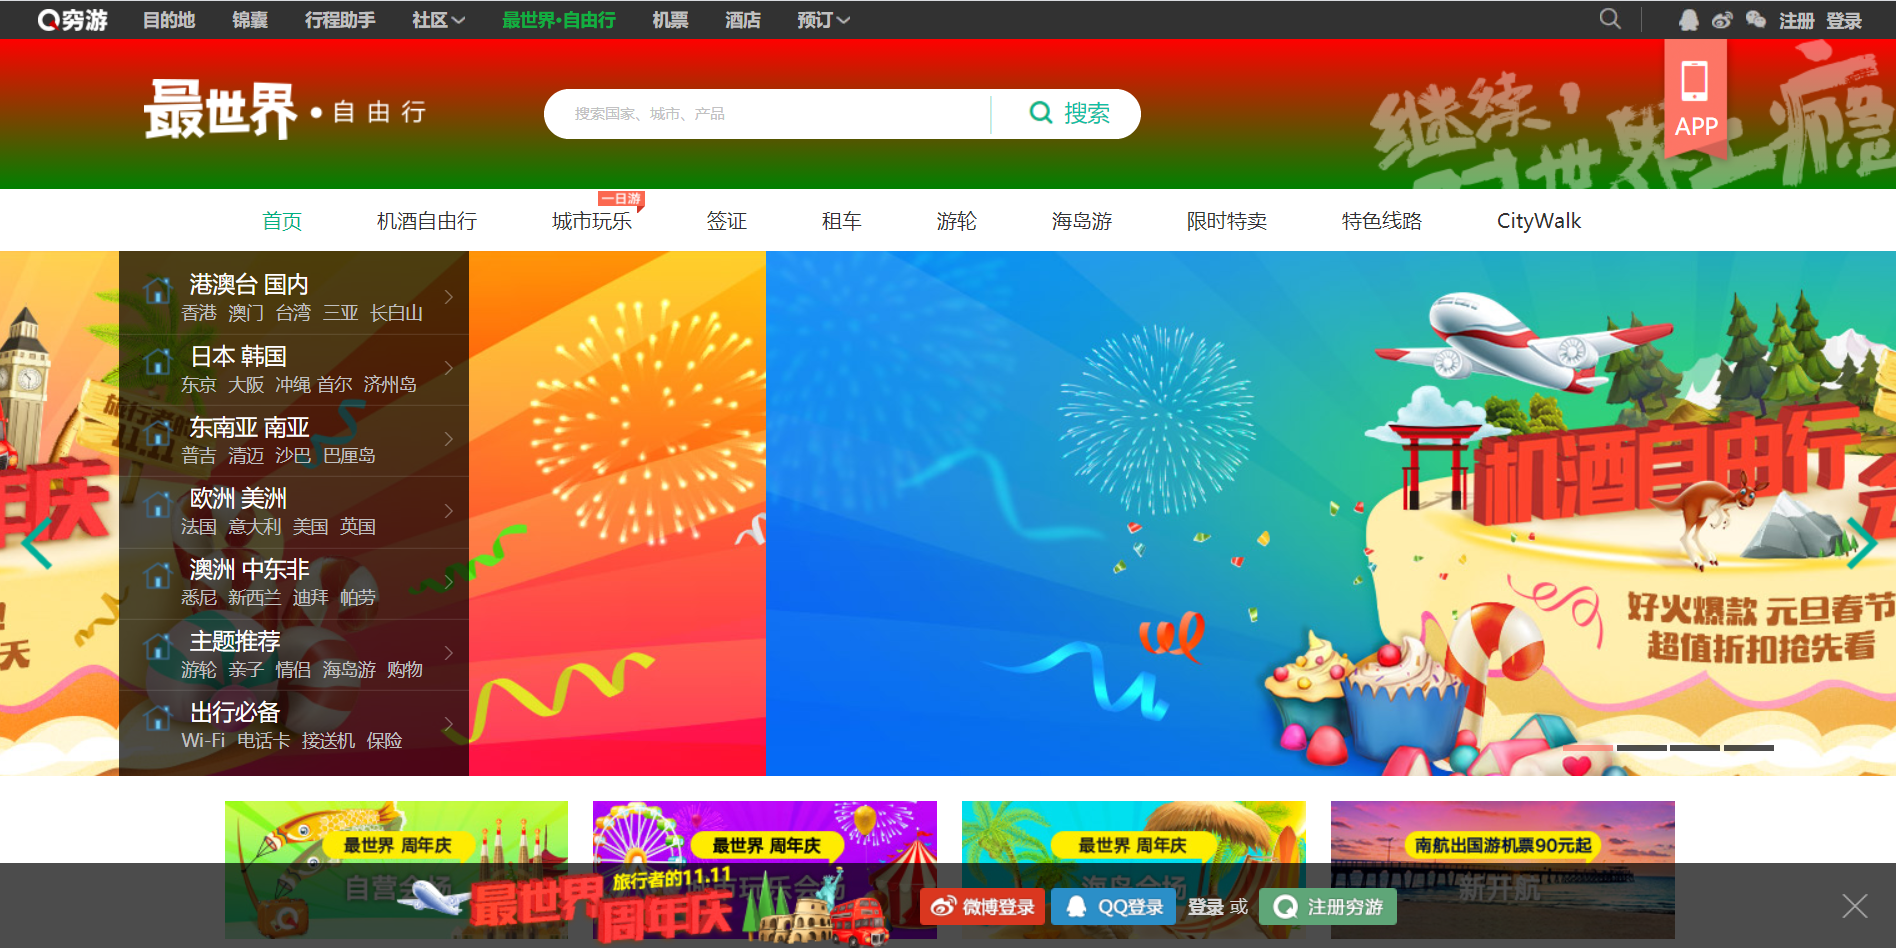 穷游 目的地 锦囊 行程助手 社区 最世界·自由行 机票 酒店 预订 注册 登录
最世界·自由行
搜索国家、城市、产品 搜索
继续!
APP
一日游
首页 机酒自由行 城市玩乐 签证 租车 游轮 海岛游 限时特卖 特色线路 CityWalk
港澳台 国内
香港 澳门 台湾 三亚 长白山
日本 韩国
东京 大阪 冲绳 首尔 济州岛
东南亚 南亚
普吉 清迈 沙巴 巴厘岛
欧洲 美洲
法国 意大利 美国 英国
澳洲 中东非
悉尼 新西兰 迪拜 帕劳
主题推荐
游轮 亲子 情侣 海岛游 购物
出行必备
Wi-Fi 电话卡 接送机 保险
旅行者的
11.11
年庆
!
天
机酒自由行会
好火爆款 元旦春节
超值折扣抢先看
最世界 周年庆
自营会场
最世界 周年庆
城市玩乐会场
最世界 周年庆
海岛会场
南航出国游机票90元起
新开航
最世界
旅行者的11.11
周年庆
微博登录 QQ登录 登录 或 注册穷游